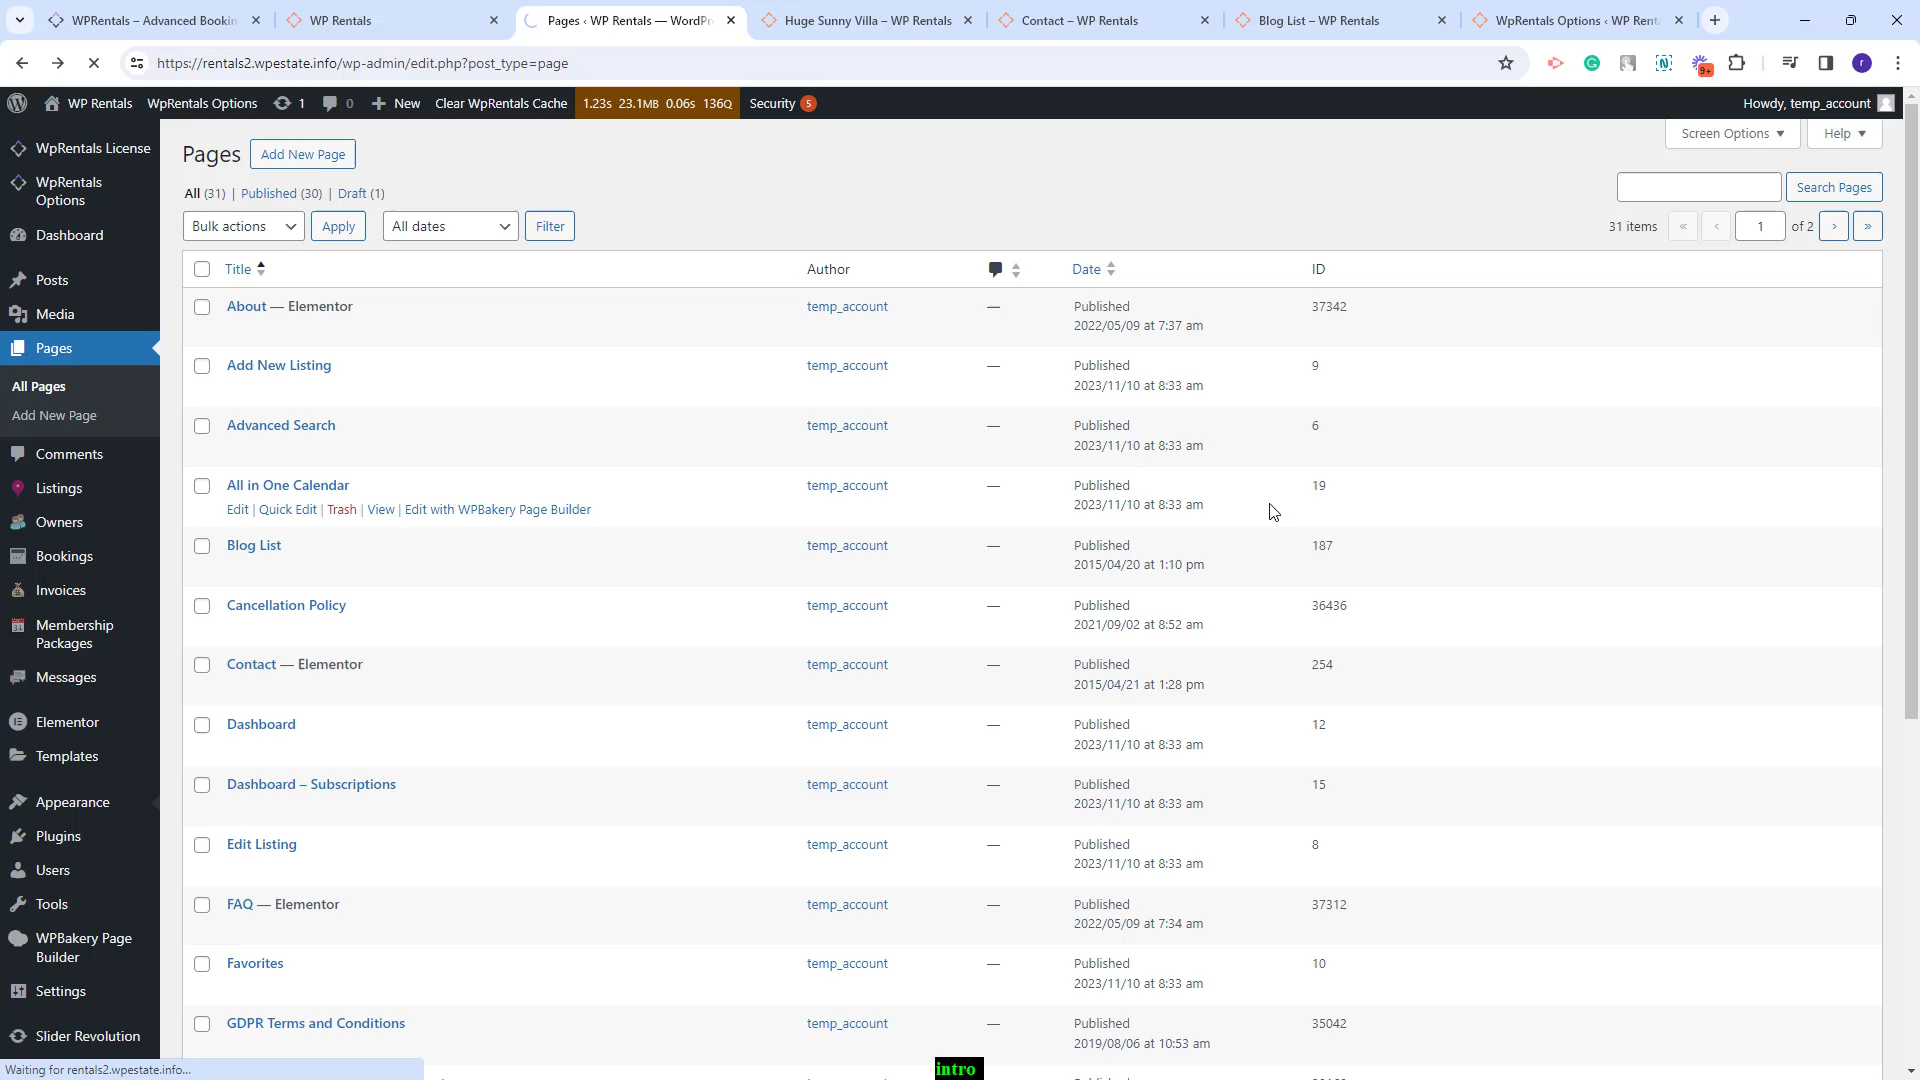 WPRentals – Advanced Bookin
WP Rentals
Pages ‹ WP Rentals — WordPr
Huge Sunny Villa – WP Rentals
Contact – WP Rentals
Blog List – WP Rentals
WpRentals Options ‹ WP Rent
https://rentals2.wpestate.info/wp-admin/edit.php?post_type=page
9+
r
WP Rentals
WpRentals Options
1
0
New
Clear WpRentals Cache
1.23s 23.1MB 0.06s 136Q
Security 5
Howdy, temp_account
WpRentals License
WpRentals
Options
Dashboard
Posts
Media
Pages
All Pages
Add New Page
Comments
Listings
Owners
Bookings
Invoices
Membership
Packages
Messages
Elementor
Templates
Appearance
Plugins
Users
Tools
WPBakery Page
Builder
Settings
Slider Revolution
Screen Options
Help
Pages
Add New Page
All (31) | Published (30) | Draft (1)
Search Pages
Bulk actions
Apply
All dates
Filter
31 items « ‹ 1 of 2 › »
Title Author Date ID
About — Elementor temp_account — Published 37342
2022/05/09 at 7:37 am
Add New Listing temp_account — Published 9
2023/11/10 at 8:33 am
Advanced Search temp_account — Published 6
2023/11/10 at 8:33 am
All in One Calendar temp_account — Published 19
Edit | Quick Edit | Trash | View | Edit with WPBakery Page Builder 2023/11/10 at 8:33 am
Blog List temp_account — Published 187
2015/04/20 at 1:10 pm
Cancellation Policy temp_account — Published 36436
2021/09/02 at 8:52 am
Contact — Elementor temp_account — Published 254
2015/04/21 at 1:28 pm
Dashboard temp_account — Published 12
2023/11/10 at 8:33 am
Dashboard – Subscriptions temp_account — Published 15
2023/11/10 at 8:33 am
Edit Listing temp_account — Published 8
2023/11/10 at 8:33 am
FAQ — Elementor temp_account — Published 37312
2022/05/09 at 7:34 am
Favorites temp_account — Published 10
2023/11/10 at 8:33 am
GDPR Terms and Conditions temp_account — Published 35042
2019/08/06 at 10:53 am
Waiting for rentals2.wpestate.info...
intro